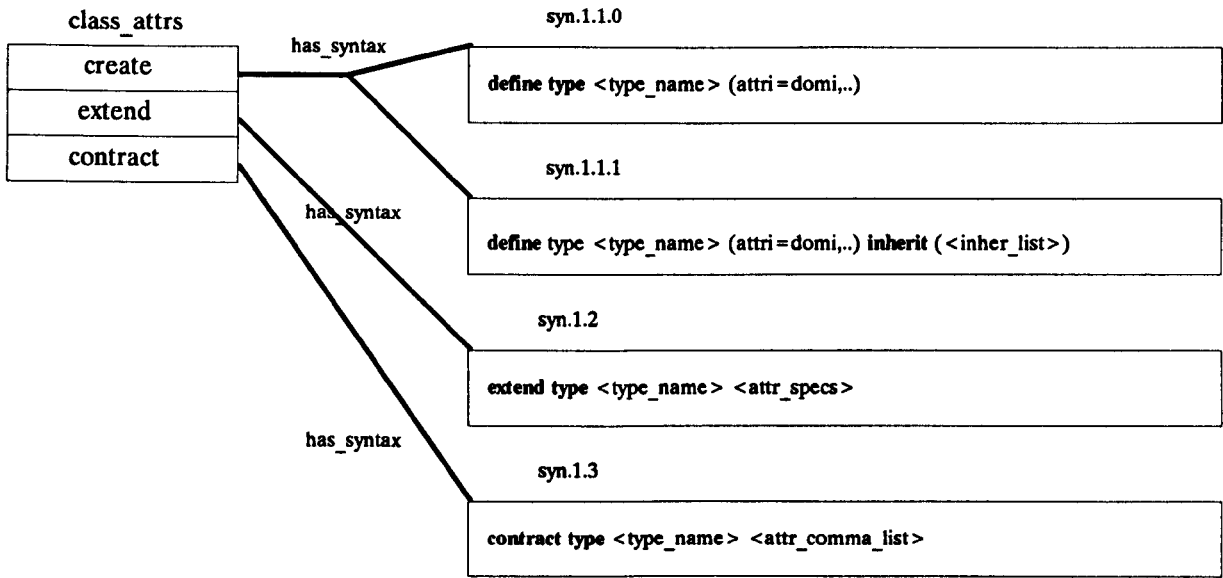 class_attrs
create
extend
contract
has_syntax
syn.1.1.0
define type <type_name> (attri=domi,..)
syn.1.1.1
has_syntax
define type <type_name> (attri=domi,..) inherit (<inher_list>)
syn.1.2
extend type <type_name> <attr_specs>
has_syntax
syn.1.3
contract type <type_name> <attr_comma_list>